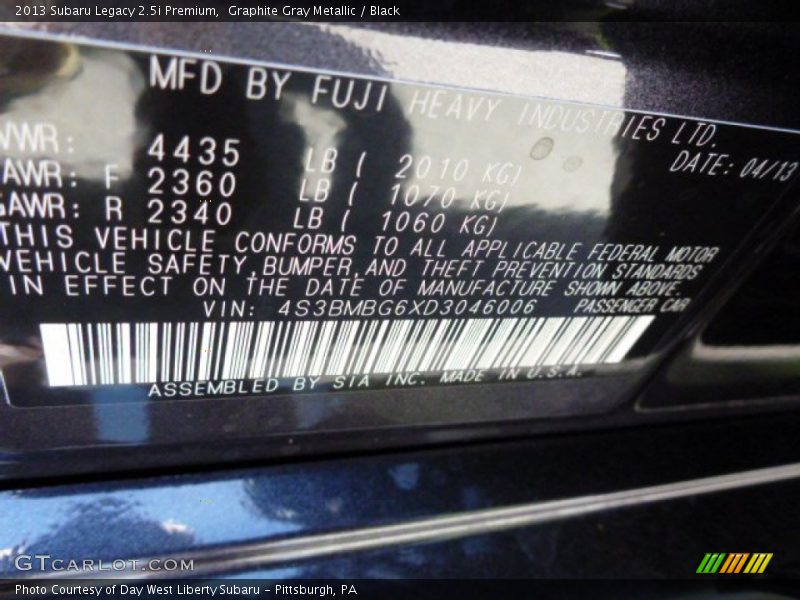 2013 Subaru Legacy 2.5i Premium, Graphite Gray Metallic / Black
MFD BY FUJI HEAVY INDUSTRIES LTD.
DATE: 04/13
VWR: 4435 LB ( 2010 KG)
AWR: F 2360 LB ( 1070 KG)
GAWR: R 2340 LB ( 1060 KG)
THIS VEHICLE CONFORMS TO ALL APPLICABLE FEDERAL MOTOR
VEHICLE SAFETY, BUMPER, AND THEFT PREVENTION STANDARDS
IN EFFECT ON THE DATE OF MANUFACTURE SHOWN ABOVE.
VIN: 4S3BMBG6XD3046006 PASSENGER CAR
ASSEMBLED BY SIA INC. MADE IN U.S.A.
GTCARLOT.COM
Photo Courtesy of Day West Liberty Subaru - Pittsburgh, PA